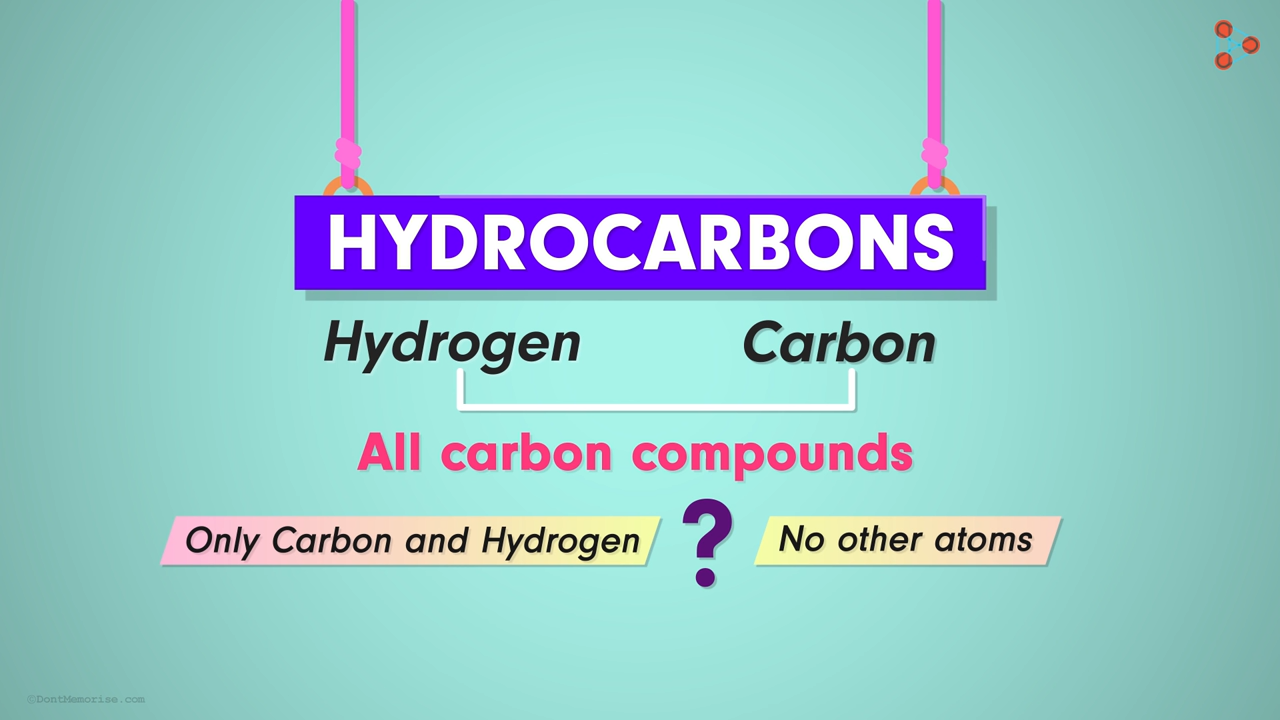 HYDROCARBONS
Hydrogen Carbon
All carbon compounds
Only Carbon and Hydrogen ? No other atoms
©DontMemorise.com